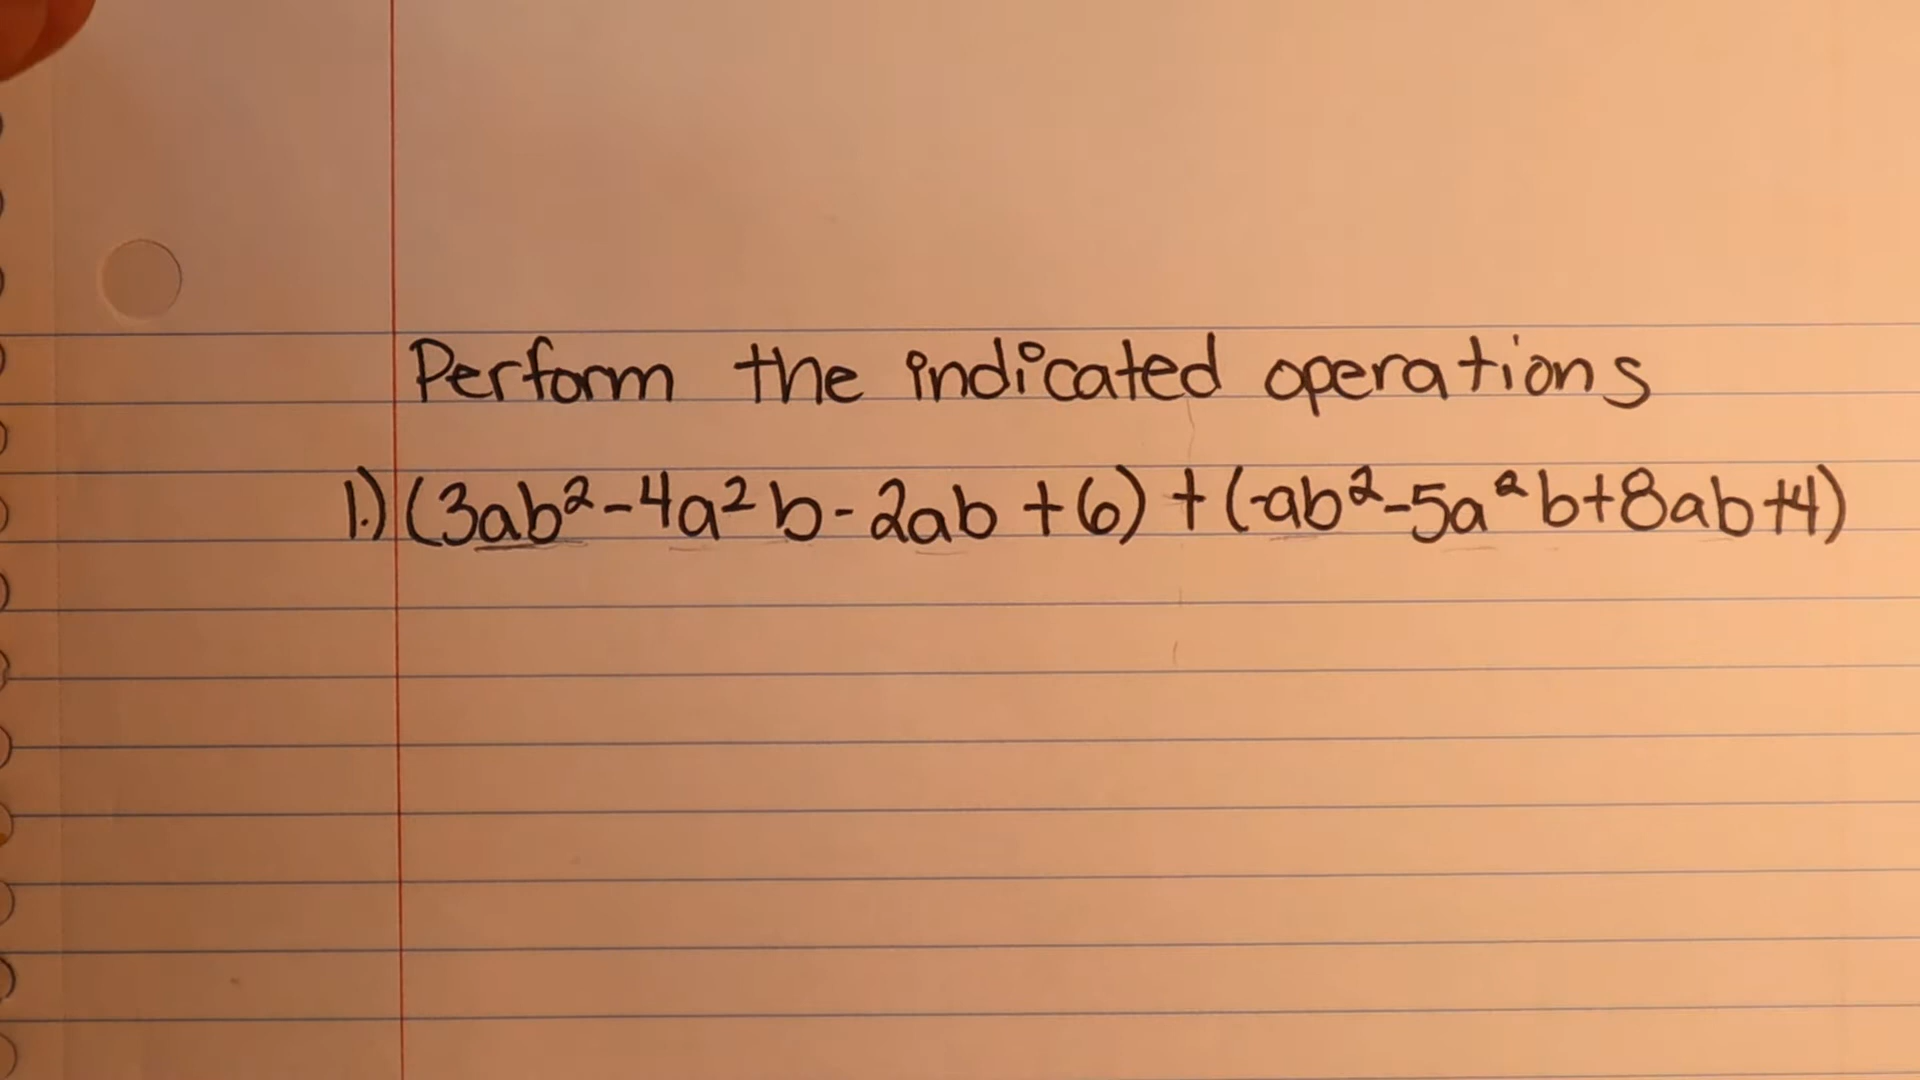 Perform the indicated operations
1.) (3ab²-4a²b-2ab+6) + (-ab²-5a²b+8ab+4)